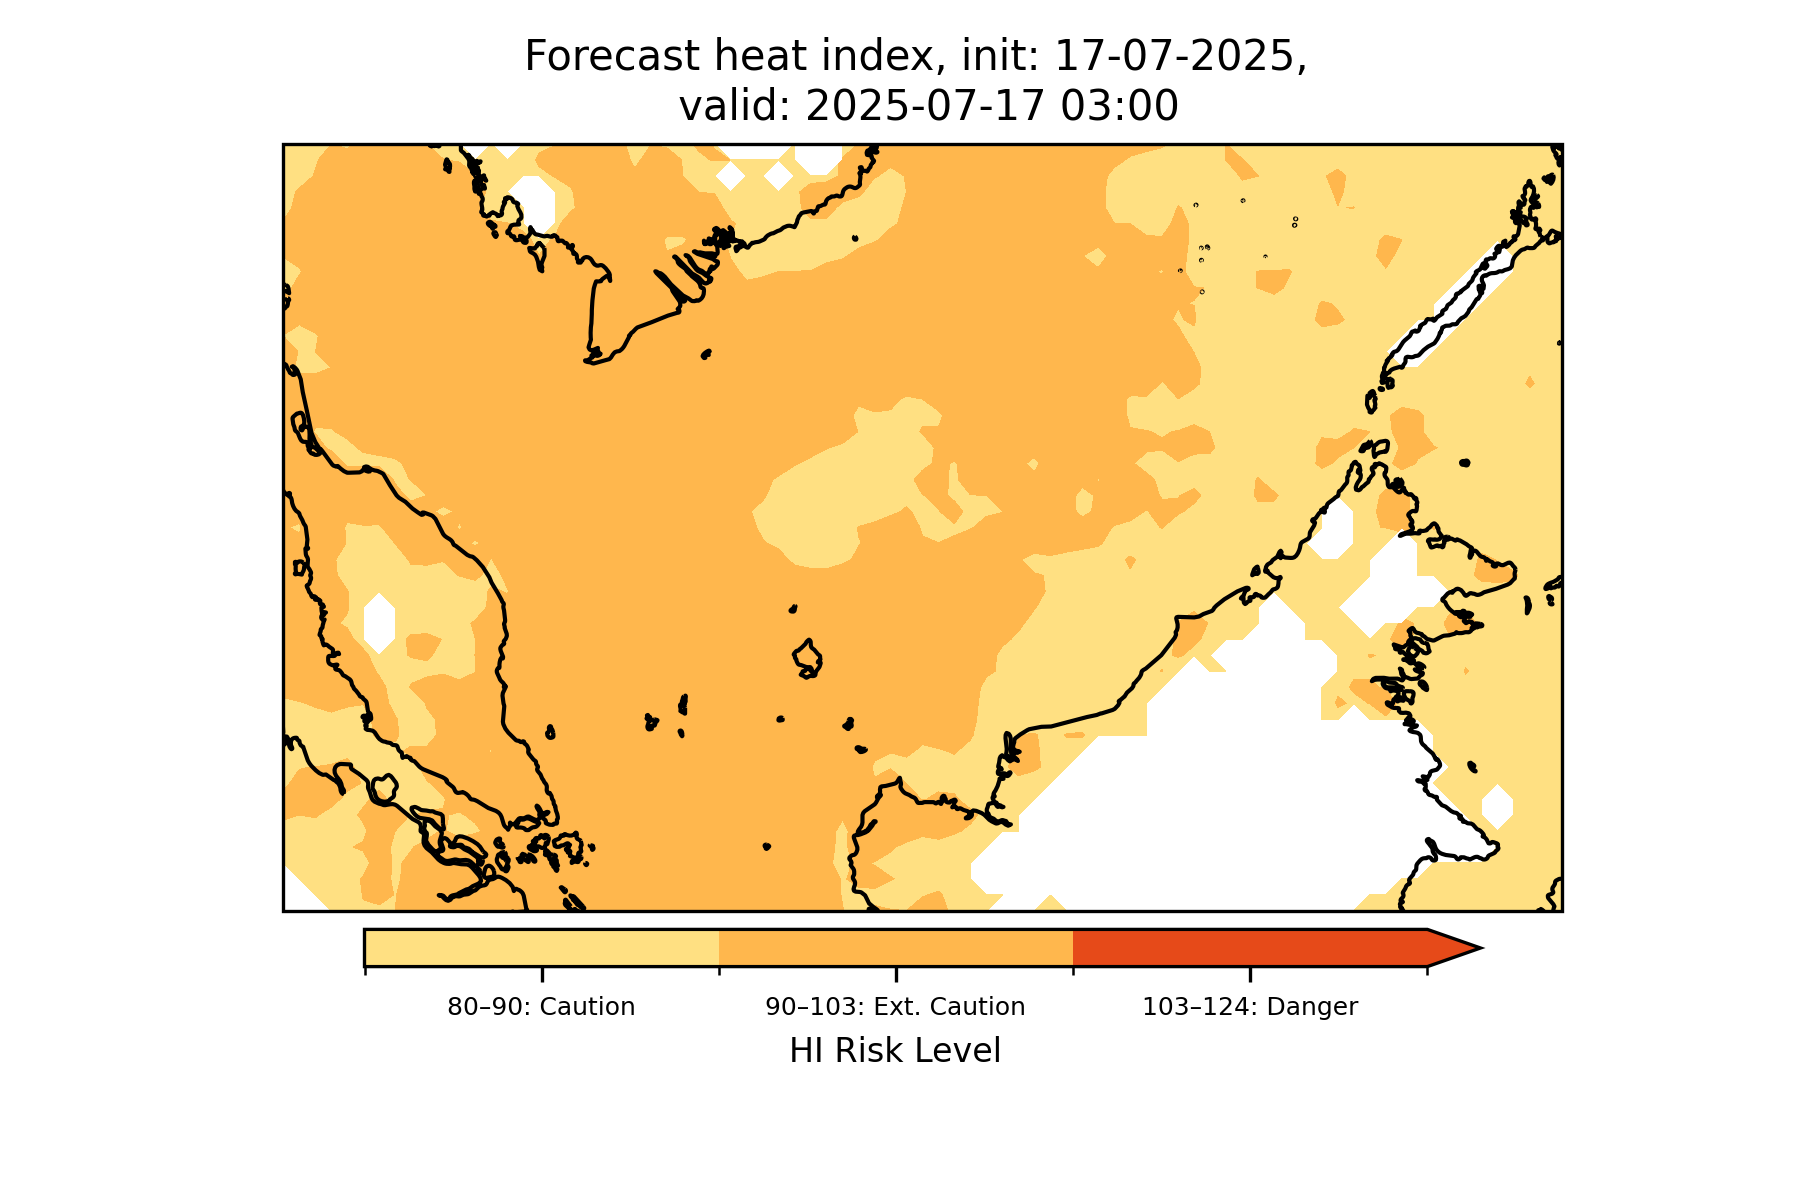 Forecast heat index, init: 17-07-2025,
valid: 2025-07-17 03:00
80–90: Caution
90–103: Ext. Caution
103–124: Danger
HI Risk Level